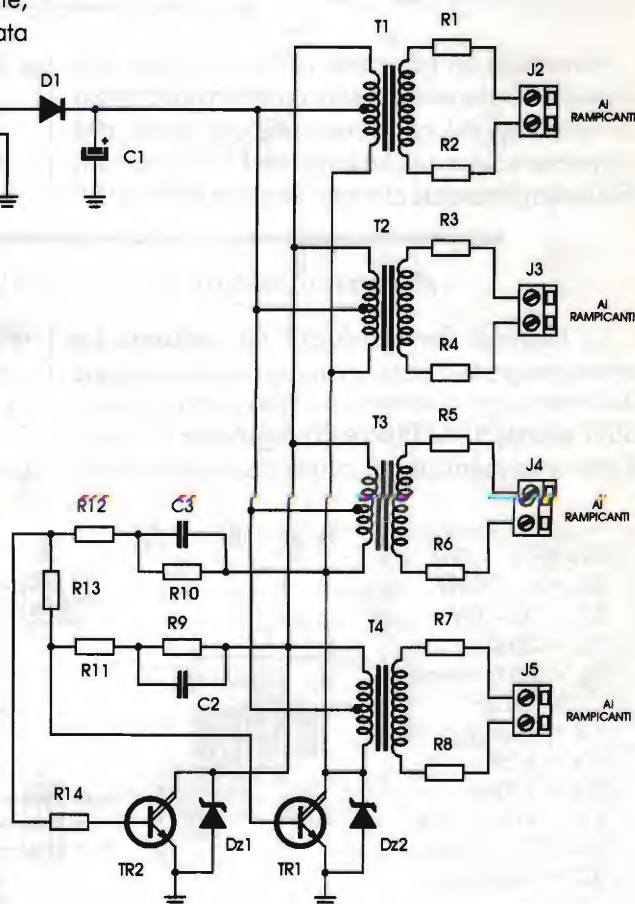 te,
ata
T1
R1
D1
J2
AI
RAMPICANTI
+
C1
R2
T2
R3
J3
AI
RAMPICANTI
R4
T3
R5
J4
R12
C3
AI
RAMPICANTI
R6
R13
R10
R11
R9
T4
R7
J5
C2
AI
RAMPICANTI
R8
R14
Dz1
Dz2
TR2
TR1